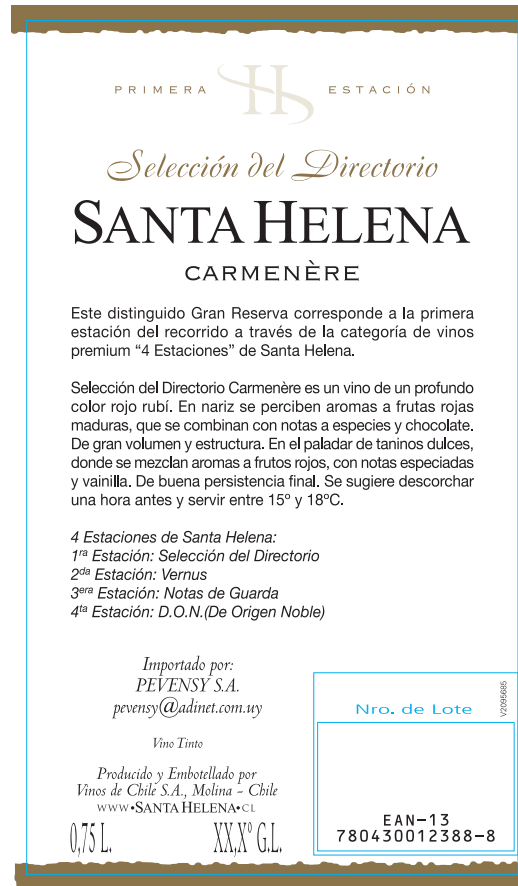 PRIMERA H ESTACIÓN
Selección del Directorio
SANTA HELENA
CARMENÈRE
Este distinguido Gran Reserva corresponde a la primera
estación del recorrido a través de la categoría de vinos
premium “4 Estaciones” de Santa Helena.
Selección del Directorio Carmenère es un vino de un profundo
color rojo rubí. En nariz se perciben aromas a frutas rojas
maduras, que se combinan con notas a especies y chocolate.
De gran volumen y estructura. En el paladar de taninos dulces,
donde se mezclan aromas a frutos rojos, con notas especiadas
y vainilla. De buena persistencia final. Se sugiere descorchar
una hora antes y servir entre 15º y 18ºC.
4 Estaciones de Santa Helena:
1ra Estación: Selección del Directorio
2da Estación: Vernus
3era Estación: Notas de Guarda
4ta Estación: D.O.N.(De Origen Noble)
Importado por:
PEVENSY S.A.
pevensy@adinet.com.uy
Vino Tinto
Producido y Embotellado por
Vinos de Chile S.A., Molina - Chile
WWW•SANTA HELENA•CL
0,75 L. XX,Xº G.L.
Nro. de Lote
V2095685
EAN-13
780430012388-8